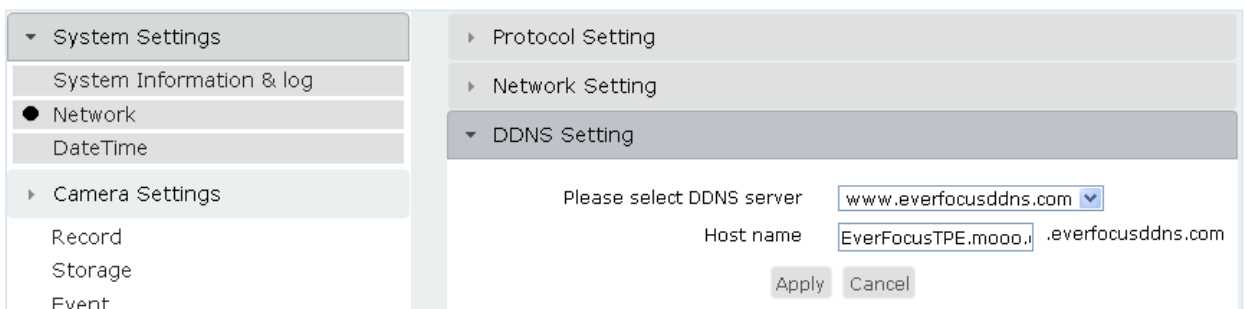 System Settings
System Information & log
Network
DateTime
Camera Settings
Record
Storage
Event
Protocol Setting
Network Setting
DDNS Setting
Please select DDNS server www.everfocusddns.com
Host name EverFocusTPE.mooo. .everfocusddns.com
Apply Cancel